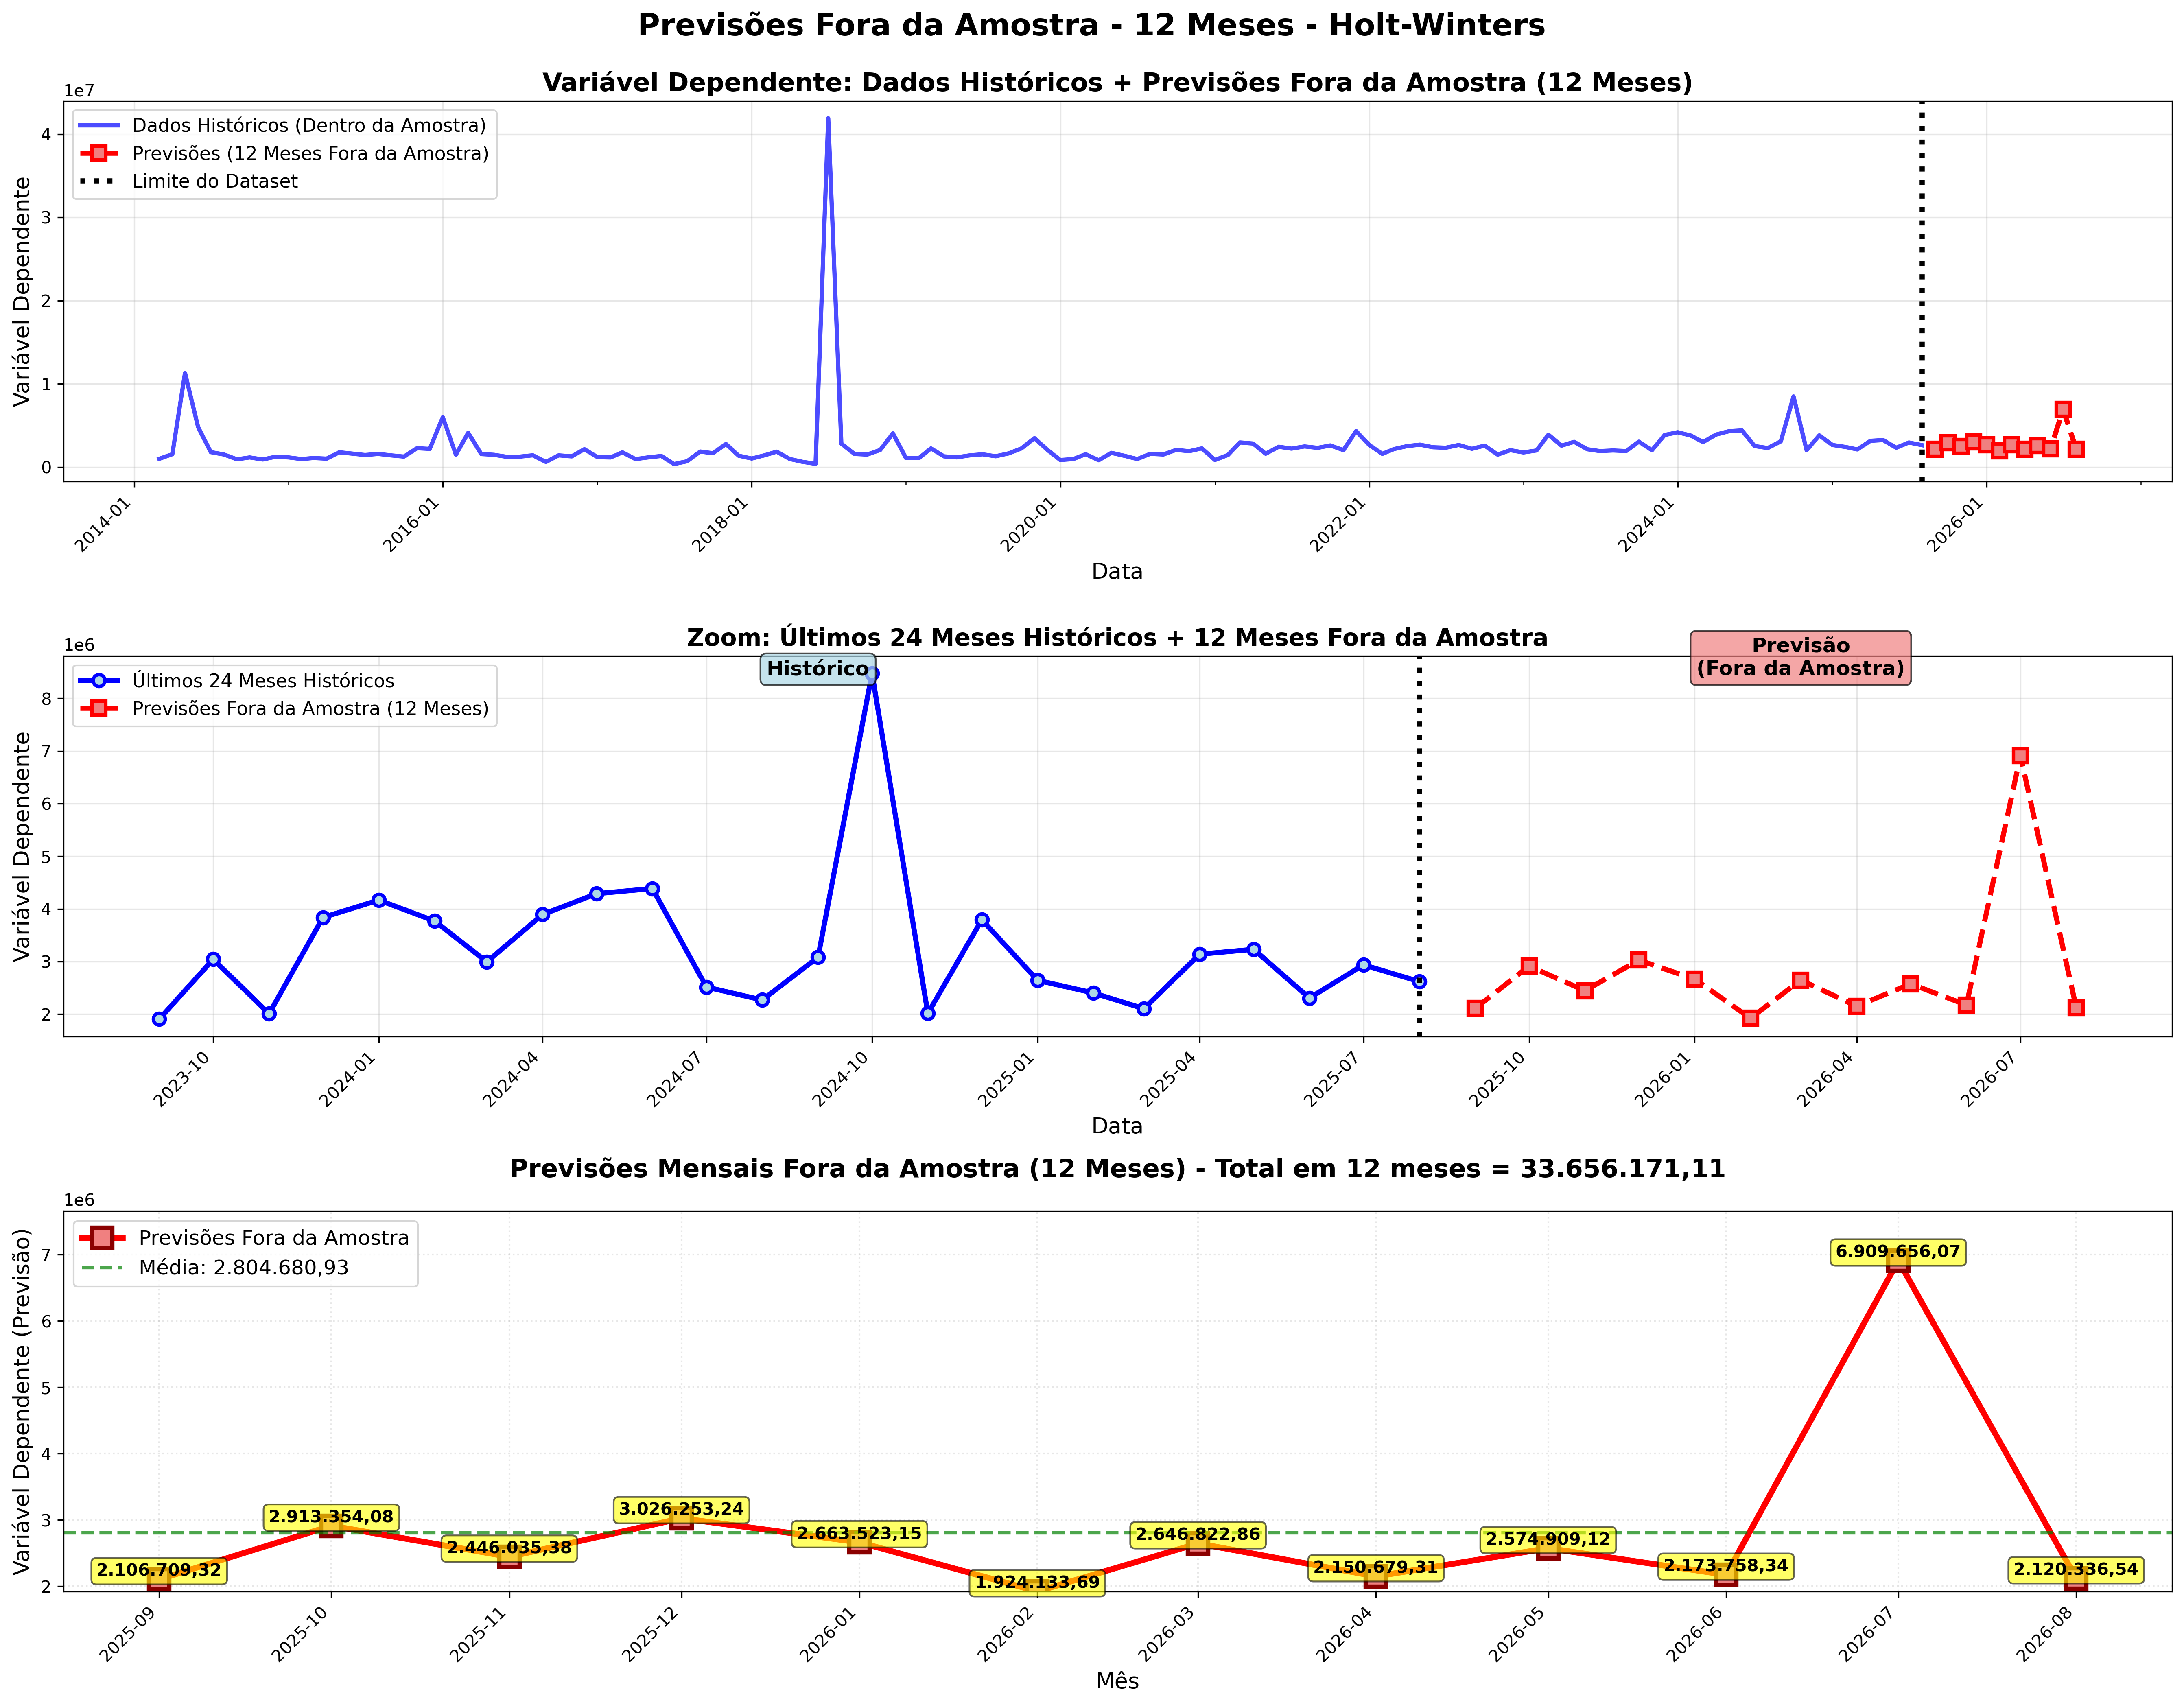 Previsões Fora da Amostra - 12 Meses - Holt-Winters
Variável Dependente: Dados Históricos + Previsões Fora da Amostra (12 Meses)
1e7
Variável Dependente
4
3
2
1
0
Dados Históricos (Dentro da Amostra)
Previsões (12 Meses Fora da Amostra)
Limite do Dataset
2014-01
2016-01
2018-01
2020-01
2022-01
2024-01
2026-01
Data
Zoom: Últimos 24 Meses Históricos + 12 Meses Fora da Amostra
1e6
Variável Dependente
8
7
6
5
4
3
2
Últimos 24 Meses Históricos
Previsões Fora da Amostra (12 Meses)
Histórico
Previsão
(Fora da Amostra)
2023-10
2024-01
2024-04
2024-07
2024-10
2025-01
2025-04
2025-07
2025-10
2026-01
2026-04
2026-07
Data
Previsões Mensais Fora da Amostra (12 Meses) - Total em 12 meses = 33.656.171,11
1e6
Variável Dependente (Previsão)
7
6
5
4
3
2
Previsões Fora da Amostra
Média: 2.804.680,93
2.106.709,32
2.913.354,08
2.446.035,38
3.026.253,24
2.663.523,15
1.924.133,69
2.646.822,86
2.150.679,31
2.574.909,12
2.173.758,34
6.909.656,07
2.120.336,54
2025-09
2025-10
2025-11
2025-12
2026-01
2026-02
2026-03
2026-04
2026-05
2026-06
2026-07
2026-08
Mês